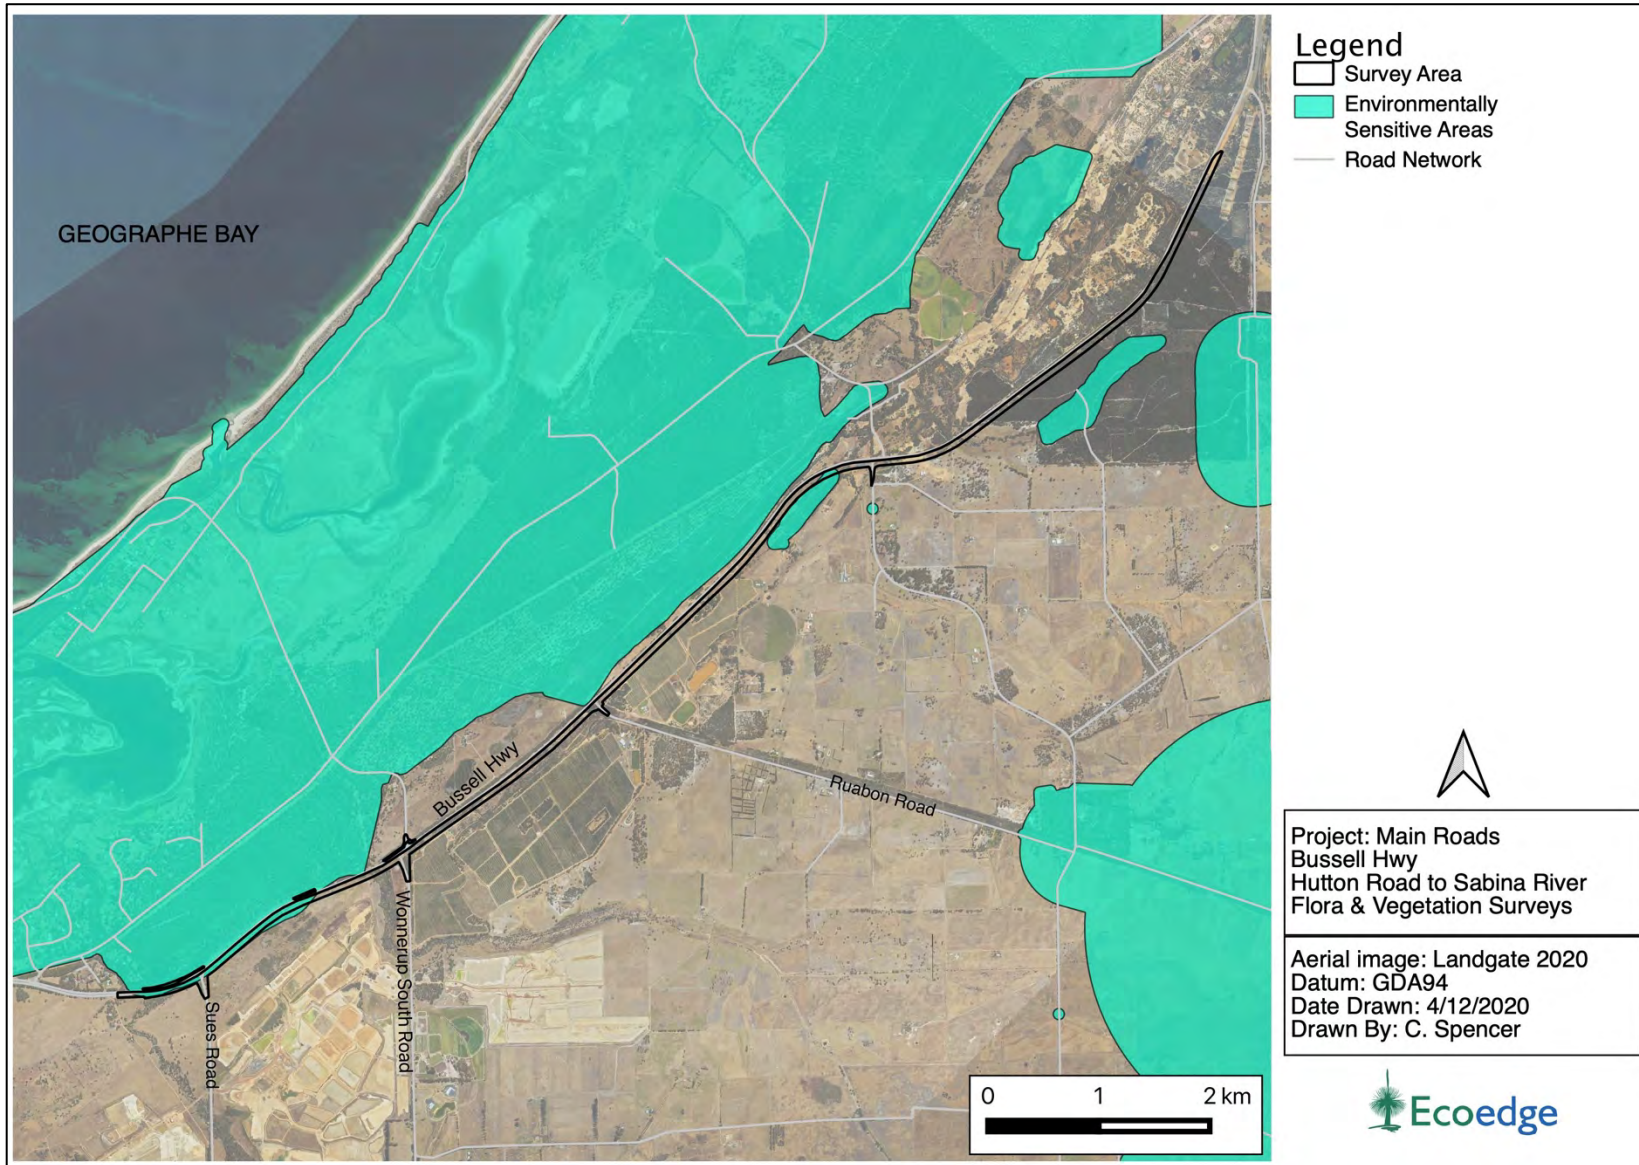 Legend
Survey Area
Environmentally
Sensitive Areas
Road Network
GEOGRAPHE BAY
Bussell Hwy
Ruabon Road
Wonnerup South Road
Sues Road
Project: Main Roads
Bussell Hwy
Hutton Road to Sabina River
Flora & Vegetation Surveys
Aerial image: Landgate 2020
Datum: GDA94
Date Drawn: 4/12/2020
Drawn By: C. Spencer
0 1 2 km
Ecoedge